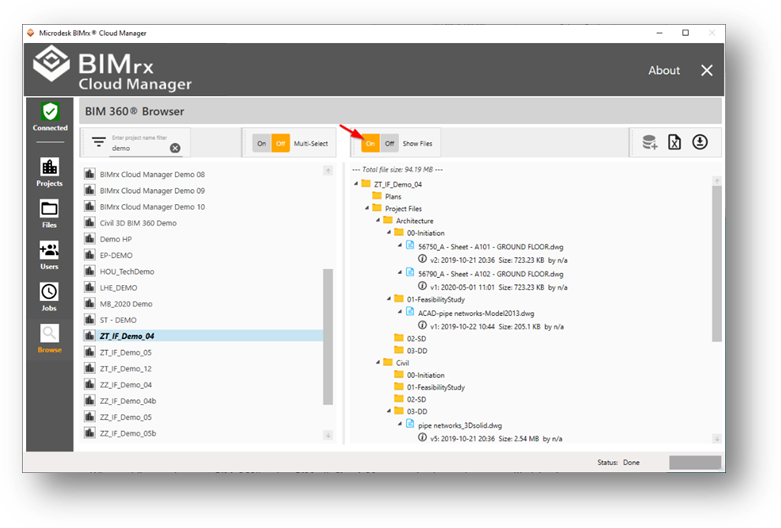 Microdesk BIMrx® Cloud Manager
BIMrx
Cloud Manager
About
Connected
Projects
Files
Users
Jobs
Browse
BIM 360® Browser
Enter project name filter
demo
On Off Multi-Select
On Off Show Files
BIMrx Cloud Manager Demo 08
BIMrx Cloud Manager Demo 09
BIMrx Cloud Manager Demo 10
Civil 3D BIM 360 Demo
Demo HP
EP-DEMO
HOU_TechDemo
LHE_DEMO
MB_2020 Demo
ST - DEMO
ZT_IF_Demo_04
ZT_IF_Demo_05
ZT_IF_Demo_12
ZZ_IF_Demo_04
ZZ_IF_Demo_04b
ZZ_IF_Demo_05
ZZ_IF_Demo_05b
--- Total file size: 94.19 MB ---
ZT_IF_Demo_04
Plans
Project Files
Architecture
00-Initiation
56750_A - Sheet - A101 - GROUND FLOOR.dwg
v2: 2019-10-21 20:36 Size: 723.23 KB by n/a
56790_A - Sheet - A102 - GROUND FLOOR.dwg
v1: 2020-05-01 11:01 Size: 723.23 KB by n/a
01-FeasibilityStudy
ACAD-pipe networks-Model2013.dwg
v1: 2019-10-22 10:44 Size: 205.1 KB by n/a
02-SD
03-DD
Civil
00-Initiation
01-FeasibilityStudy
02-SD
03-DD
pipe networks_3Dsolid.dwg
v5: 2019-10-21 20:36 Size: 2.54 MB by n/a
Status: Done